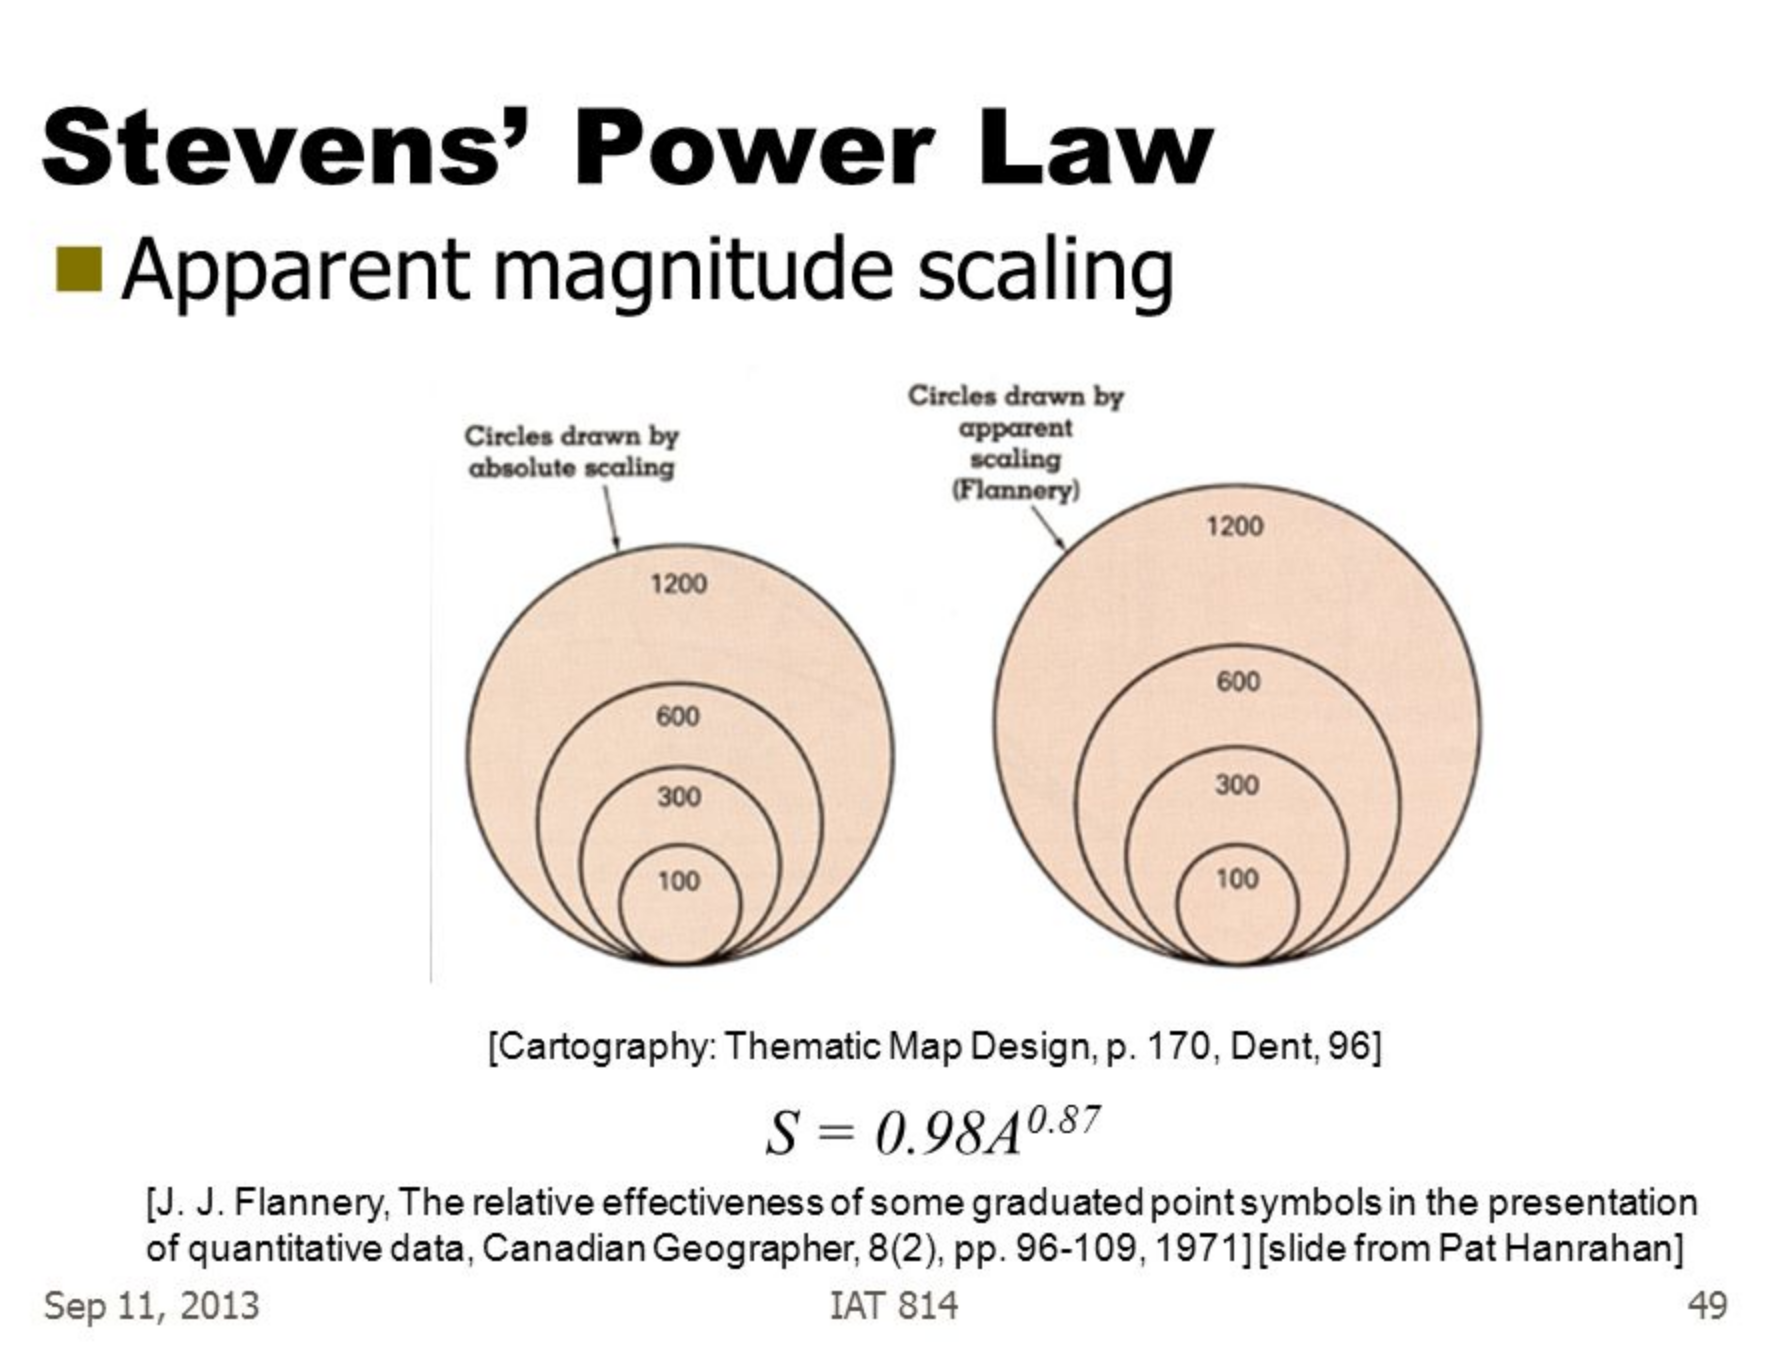 Stevens’ Power Law
Apparent magnitude scaling
Circles drawn by
absolute scaling
1200
600
300
100
Circles drawn by
apparent
scaling
(Flannery)
1200
600
300
100
[Cartography: Thematic Map Design, p. 170, Dent, 96]
S = 0.98A^0.87
[J. J. Flannery, The relative effectiveness of some graduated point symbols in the presentation
of quantitative data, Canadian Geographer, 8(2), pp. 96-109, 1971] [slide from Pat Hanrahan]
Sep 11, 2013
IAT 814
49